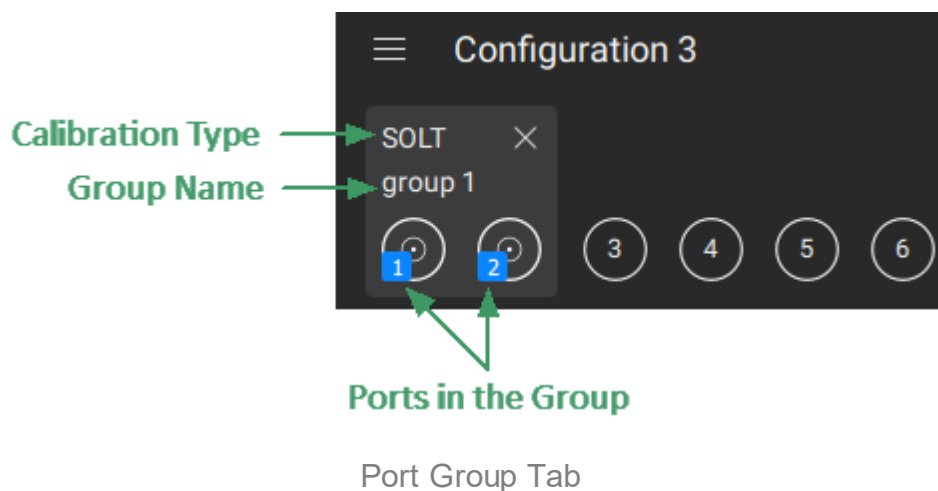 Configuration 3
Calibration Type
SOLT
Group Name
group 1
1 2 3 4 5 6
Ports in the Group
Port Group Tab